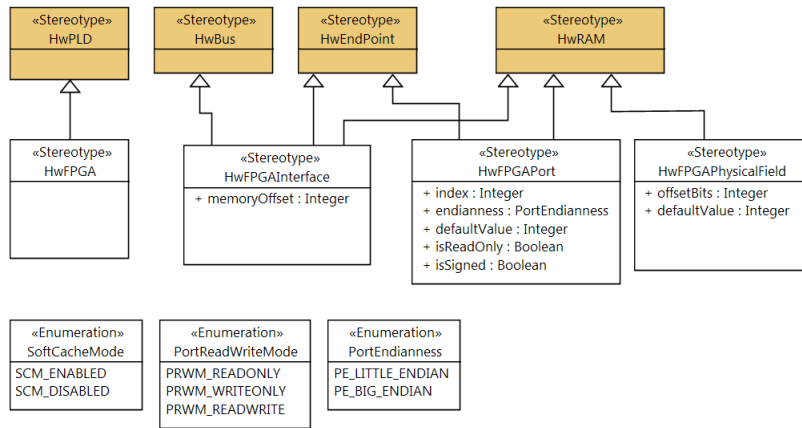 «Stereotype»
HwPLD
«Stereotype»
HwBus
«Stereotype»
HwEndPoint
«Stereotype»
HwRAM
«Stereotype»
HwFPGA
«Stereotype»
HwFPGAInterface
+ memoryOffset : Integer
«Stereotype»
HwFPGAPort
+ index : Integer
+ endianness : PortEndianness
+ defaultValue : Integer
+ isReadOnly : Boolean
+ isSigned : Boolean
«Stereotype»
HwFPGAPhysicalField
+ offsetBits : Integer
+ defaultValue : Integer
«Enumeration»
SoftCacheMode
SCM_ENABLED
SCM_DISABLED
«Enumeration»
PortReadWriteMode
PRWM_READONLY
PRWM_WRITEONLY
PRWM_READWRITE
«Enumeration»
PortEndianness
PE_LITTLE_ENDIAN
PE_BIG_ENDIAN